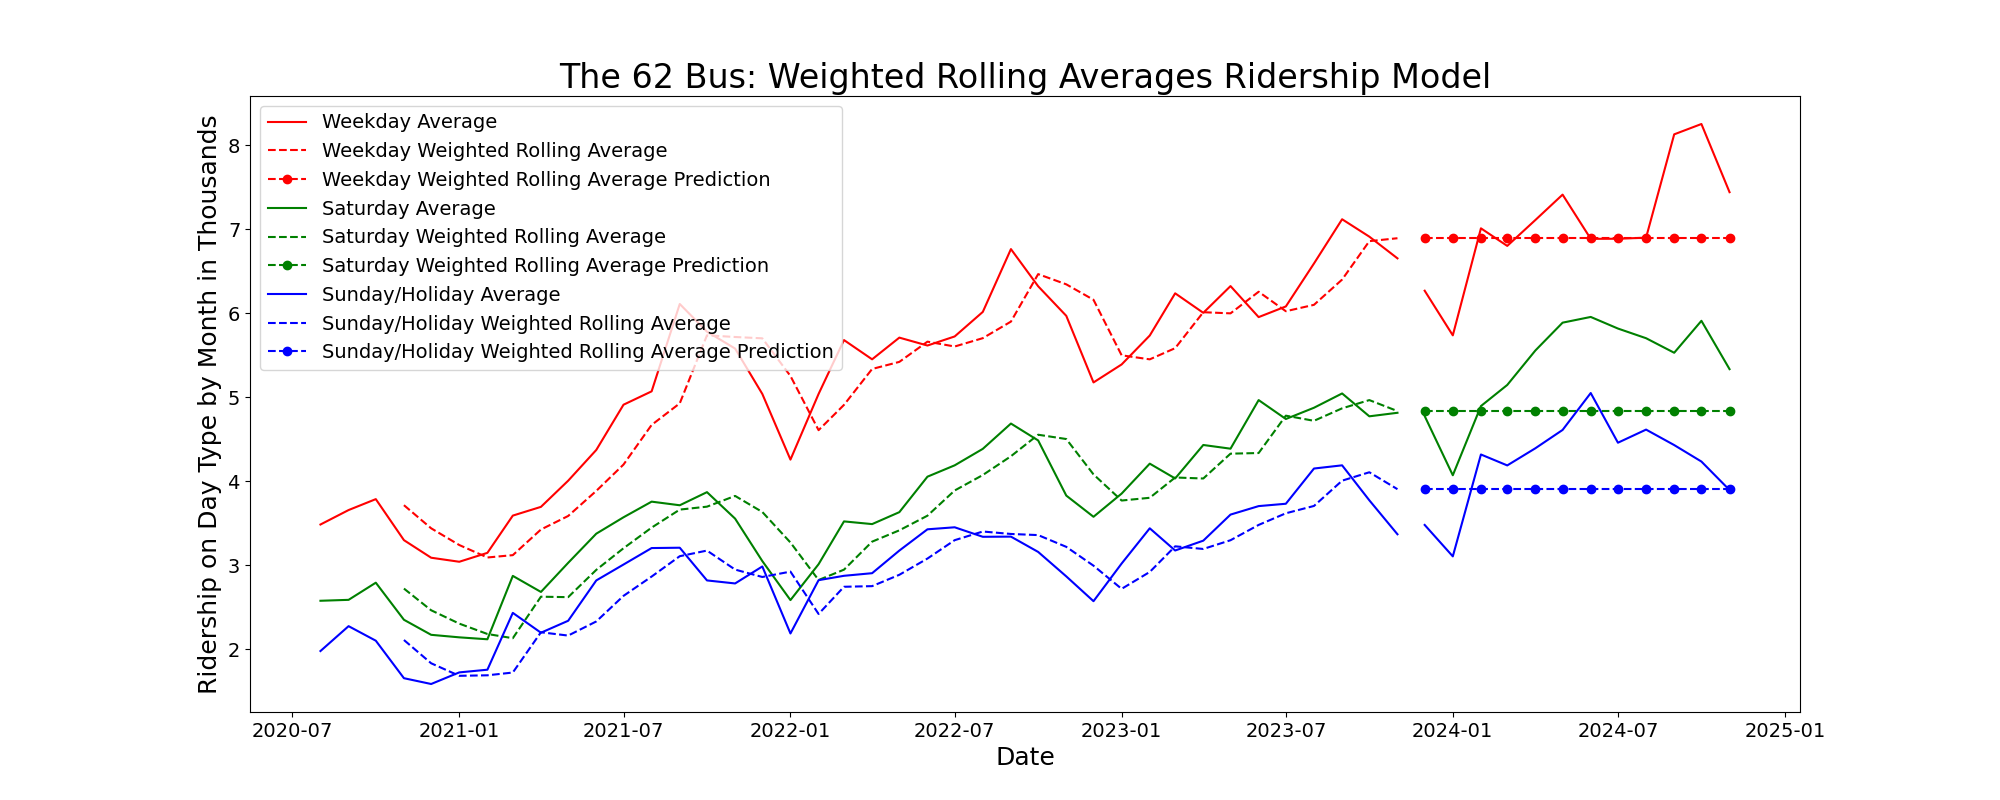 The 62 Bus: Weighted Rolling Averages Ridership Model
Ridership on Day Type by Month in Thousands
8
7
6
5
4
3
2
Weekday Average
Weekday Weighted Rolling Average
Weekday Weighted Rolling Average Prediction
Saturday Average
Saturday Weighted Rolling Average
Saturday Weighted Rolling Average Prediction
Sunday/Holiday Average
Sunday/Holiday Weighted Rolling Average
Sunday/Holiday Weighted Rolling Average Prediction
2020-07 2021-01 2021-07 2022-01 2022-07 2023-01 2023-07 2024-01 2024-07 2025-01
Date